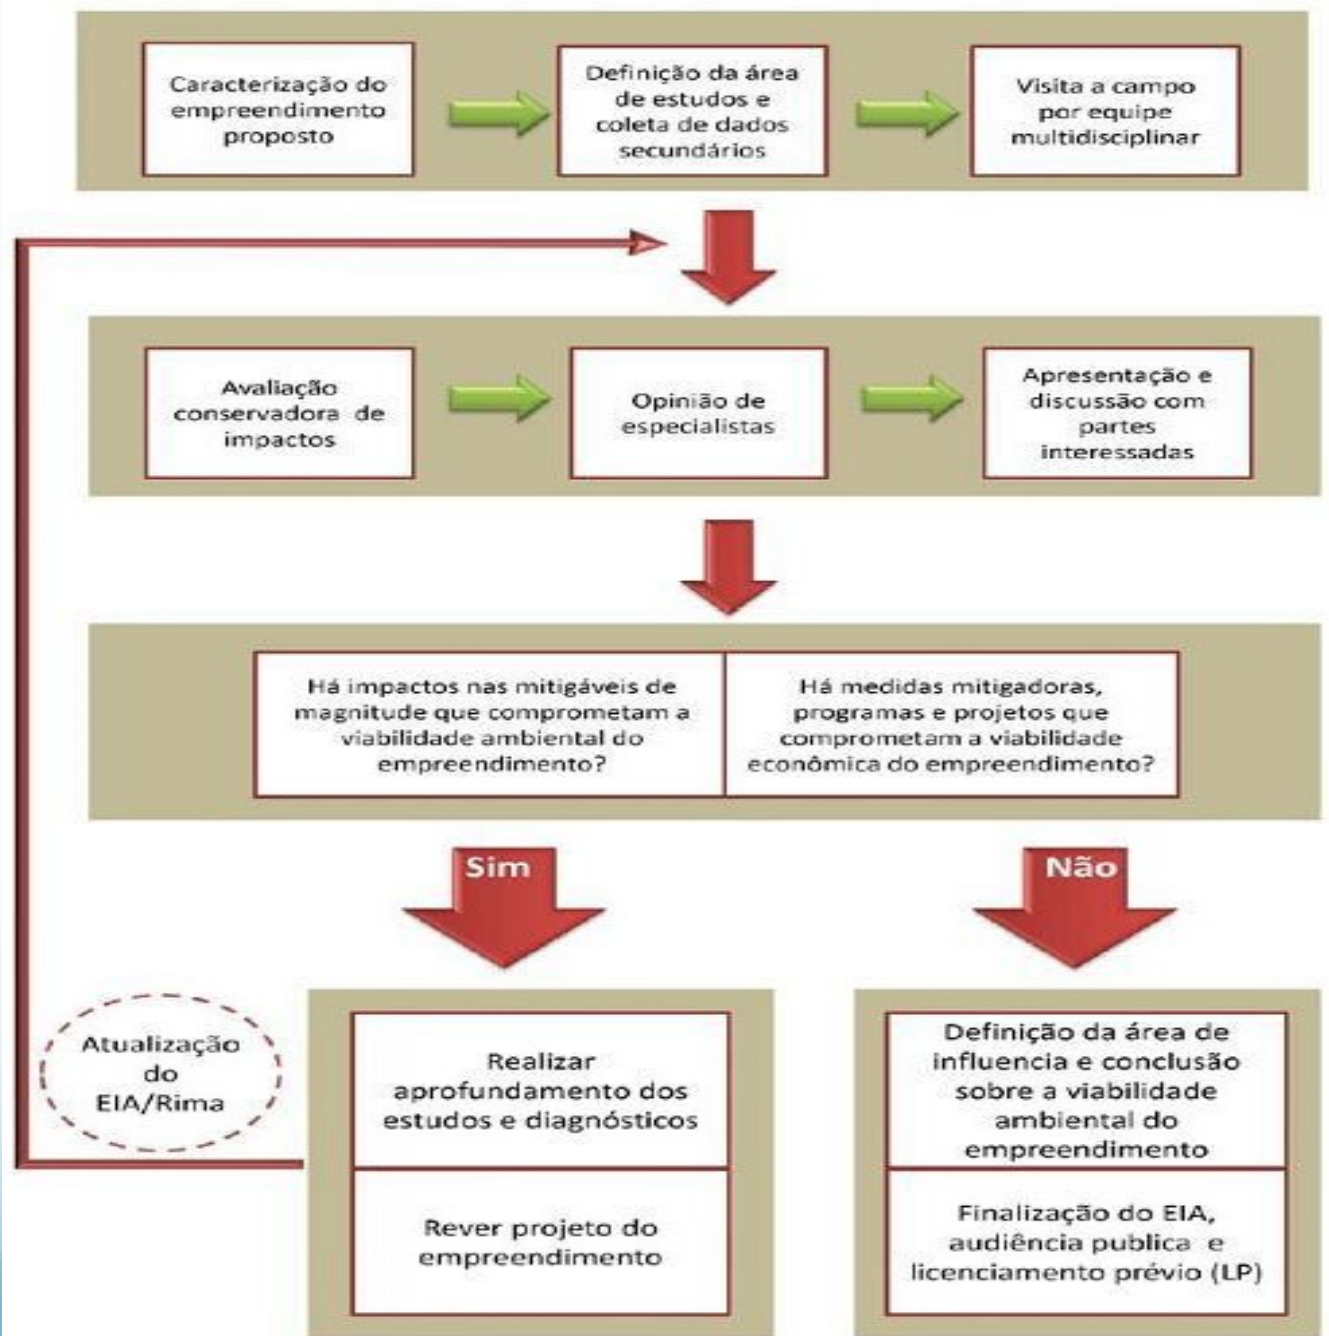 Caracterização do
empreendimento
proposto
Definição da área
de estudos e
coleta de dados
secundários
Visita a campo
por equipe
multidisciplinar
Avaliação
conservadora de
impactos
Opinião de
especialistas
Apresentação e
discussão com
partes
interessadas
Há impactos nas mitigáveis de
magnitude que comprometam a
viabilidade ambiental do
empreendimento?
Há medidas mitigadoras,
programas e projetos que
comprometam a viabilidade
econômica do empreendimento?
Sim
Não
Atualização
do
EIA/Rima
Realizar
aprofundamento dos
estudos e diagnósticos
Rever projeto do
empreendimento
Definição da área de
influencia e conclusão
sobre a viabilidade
ambiental do
empreendimento
Finalização do EIA,
audiência publica e
licenciamento prévio (LP)